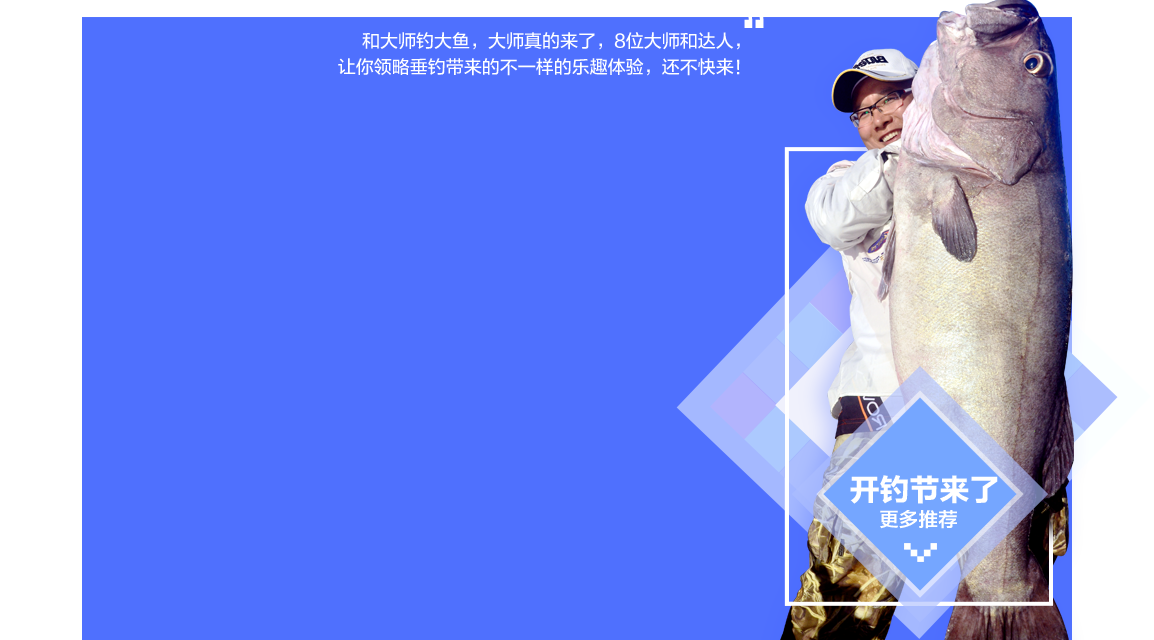 和大师钓大鱼，大师真的来了，8位大师和达人，
让你领略垂钓带来的不一样的乐趣体验，还不快来！
开钓节来了
更多推荐